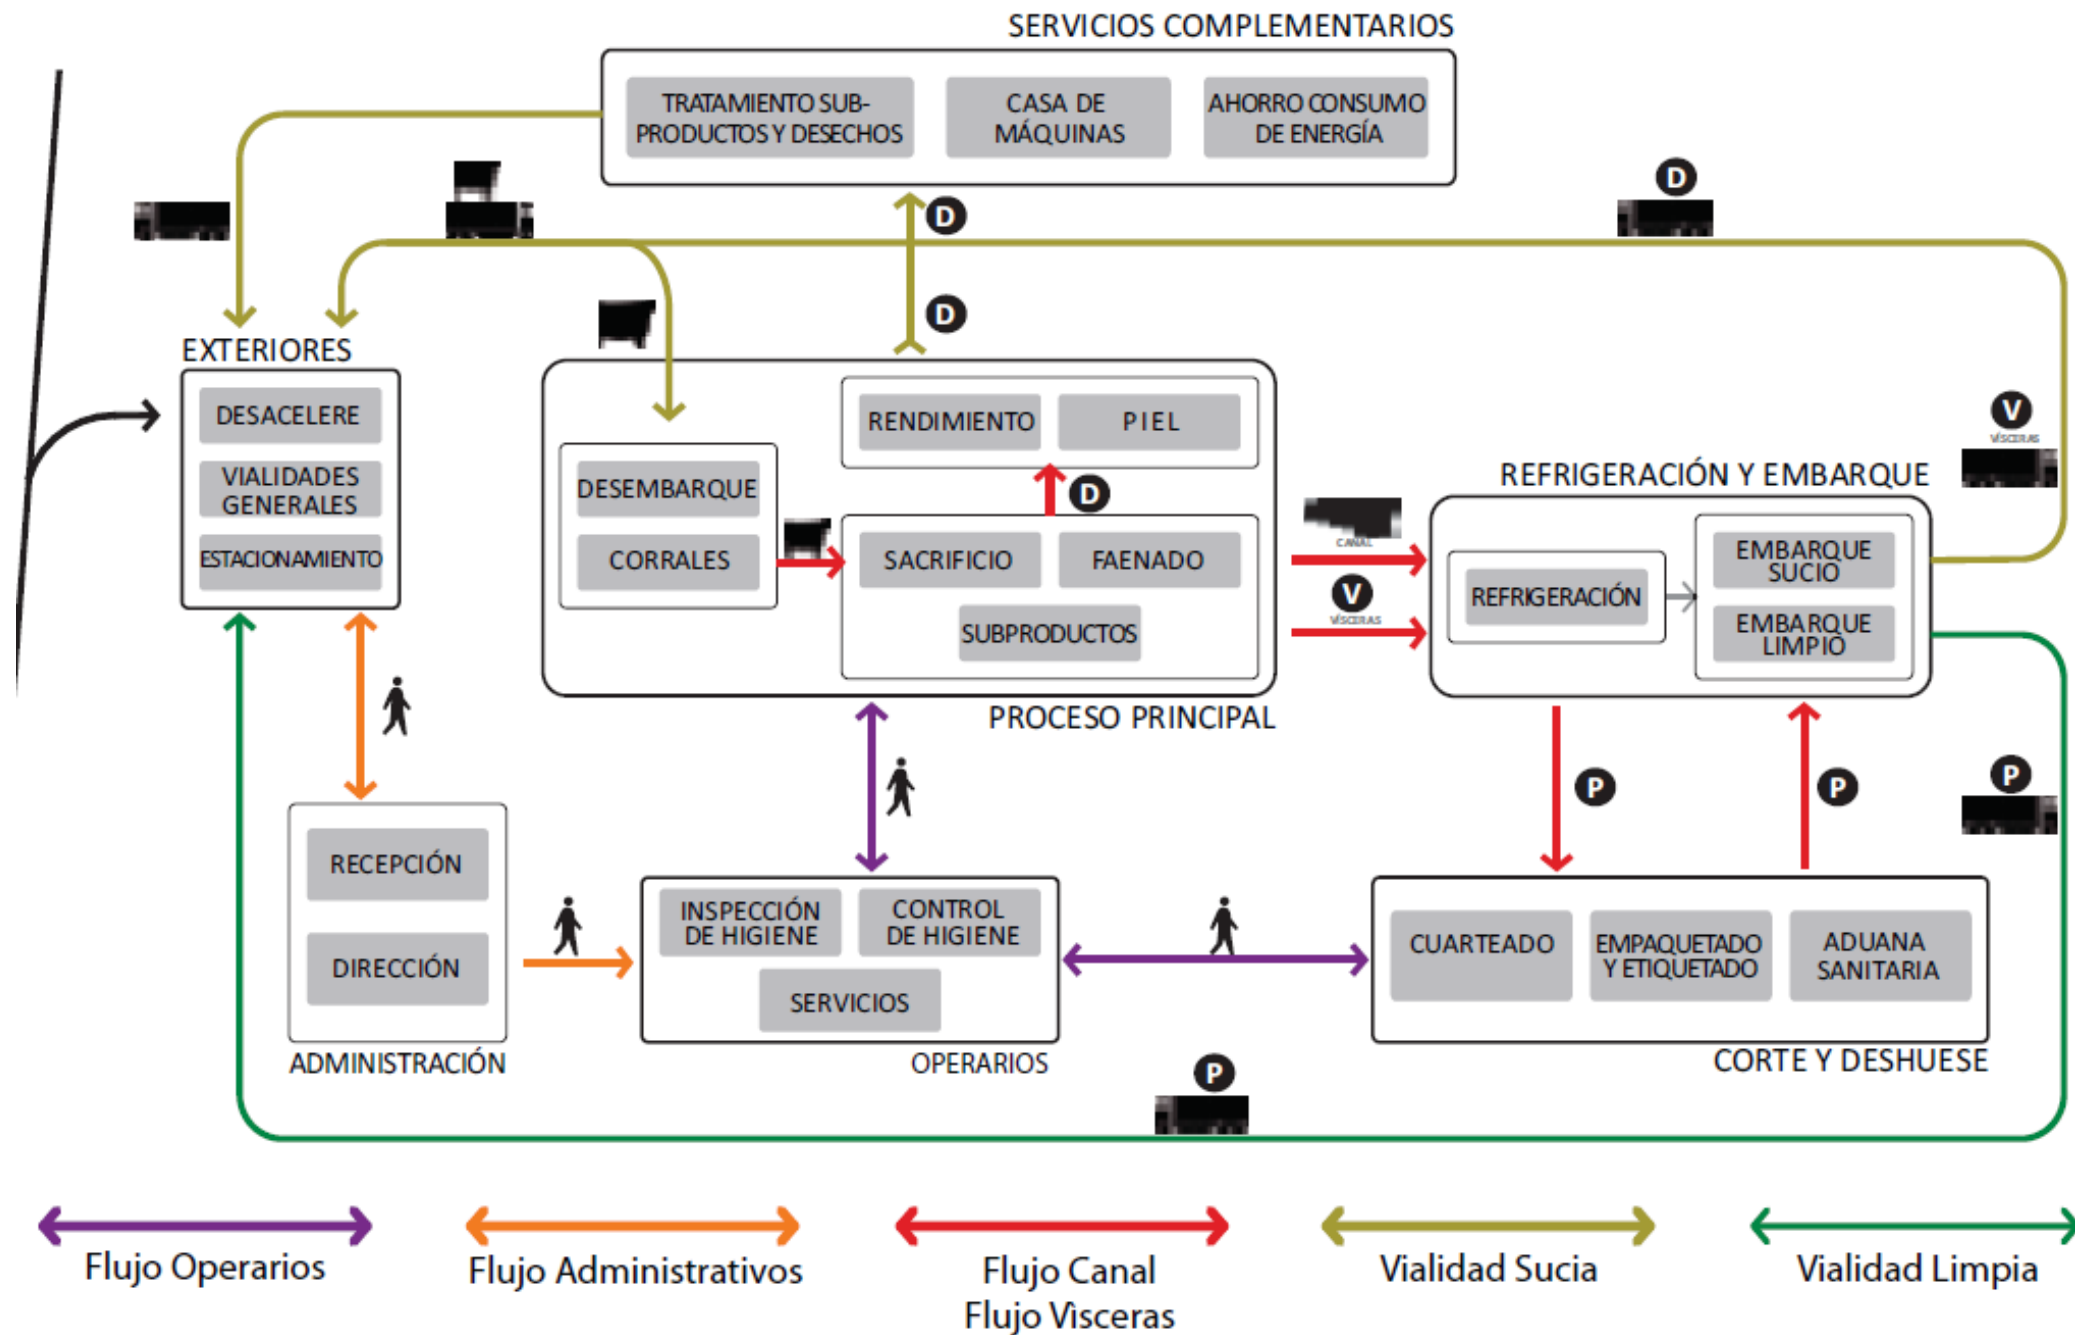 SERVICIOS COMPLEMENTARIOS
TRATAMIENTO SUB-
PRODUCTOS Y DESECHOS
CASA DE
MÁQUINAS
AHORRO CONSUMO
DE ENERGÍA
D
D
D
EXTERIORES
DESACELERE
VIALIDADES
GENERALES
ESTACIONAMIENTO
RENDIMIENTO
PIEL
DESEMBARQUE
CORRALES
D
SACRIFICIO
FAENADO
SUBPRODUCTOS
PROCESO PRINCIPAL
CANAL
V
VÍSCERAS
V
VÍSCERAS
REFRIGERACIÓN Y EMBARQUE
REFRIGERACIÓN
EMBARQUE
SUCIO
EMBARQUE
LIMPIO
P
P
P
RECEPCIÓN
DIRECCIÓN
ADMINISTRACIÓN
INSPECCIÓN
DE HIGIENE
CONTROL
DE HIGIENE
SERVICIOS
OPERARIOS
CUARTEADO
EMPAQUETADO
Y ETIQUETADO
ADUANA
SANITARIA
CORTE Y DESHUESE
P
Flujo Operarios
Flujo Administrativos
Flujo Canal
Flujo Visceras
Vialidad Sucia
Vialidad Limpia